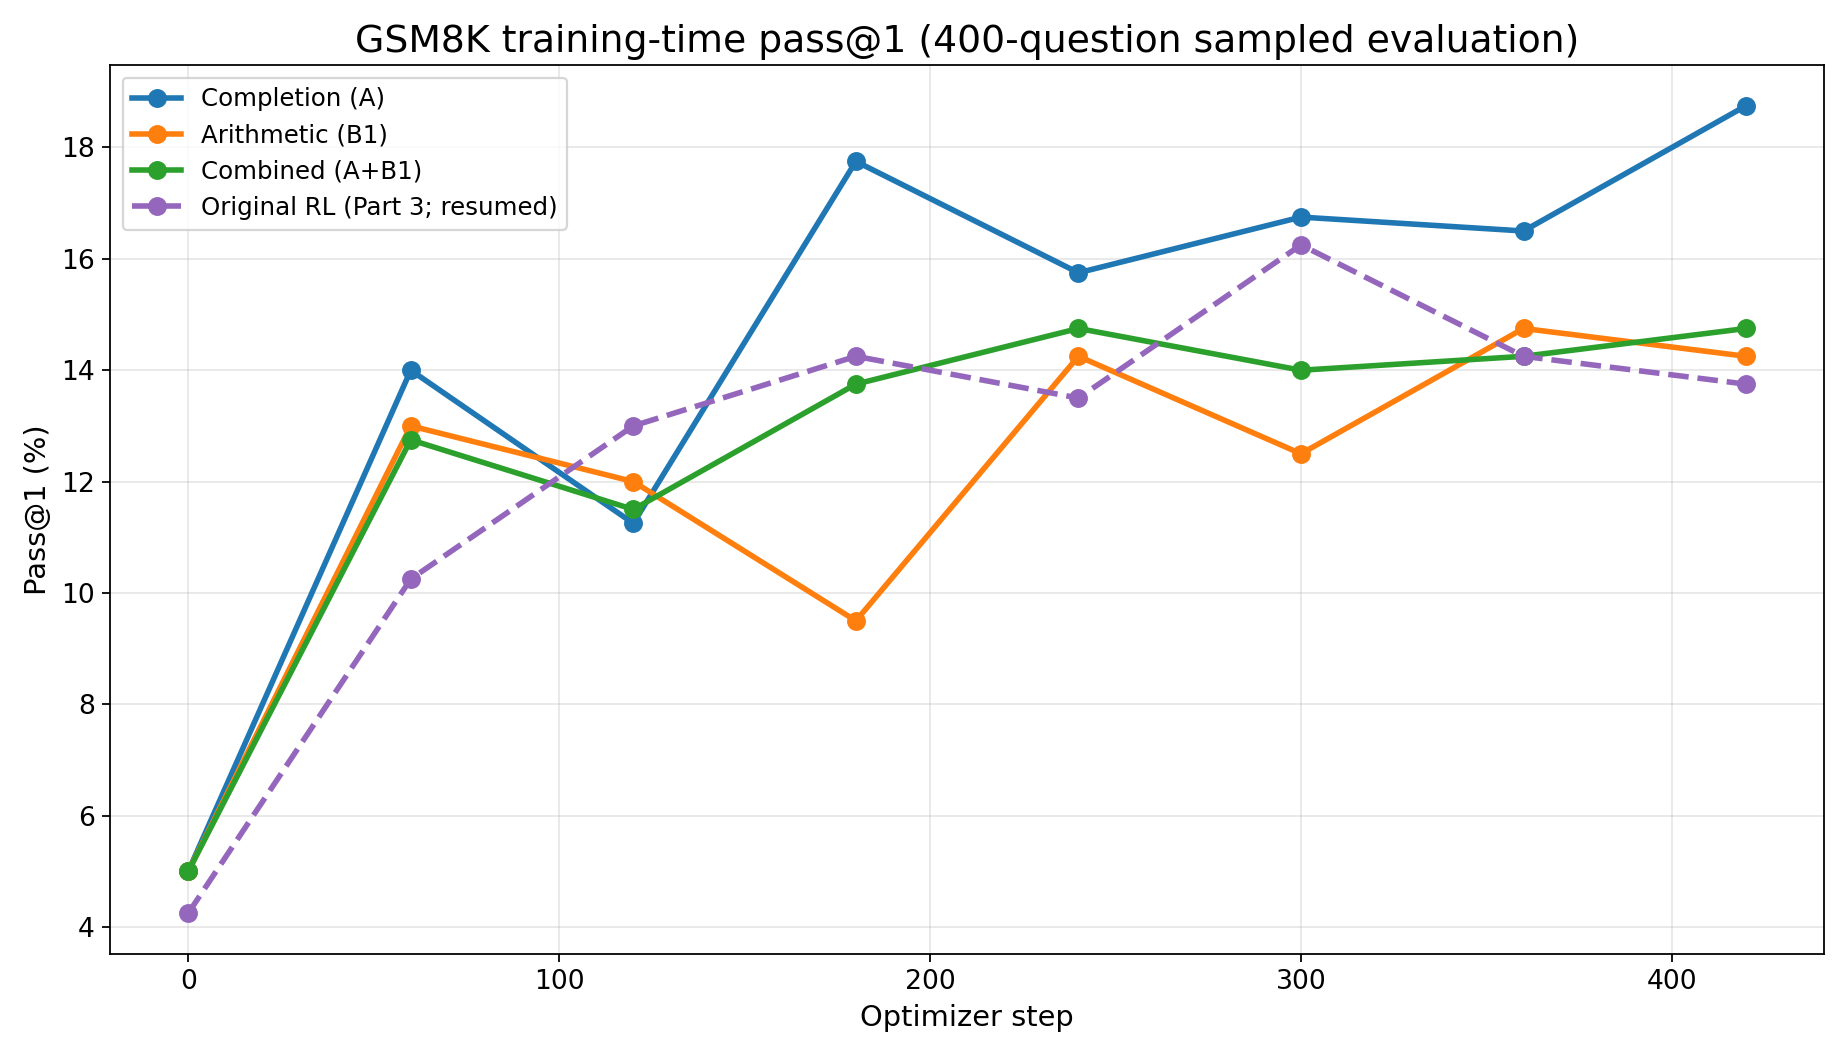 GSM8K training-time pass@1 (400-question sampled evaluation)
Completion (A)
Arithmetic (B1)
Combined (A+B1)
Original RL (Part 3; resumed)
Pass@1 (%)
18
16
14
12
10
8
6
4
0 100 200 300 400
Optimizer step